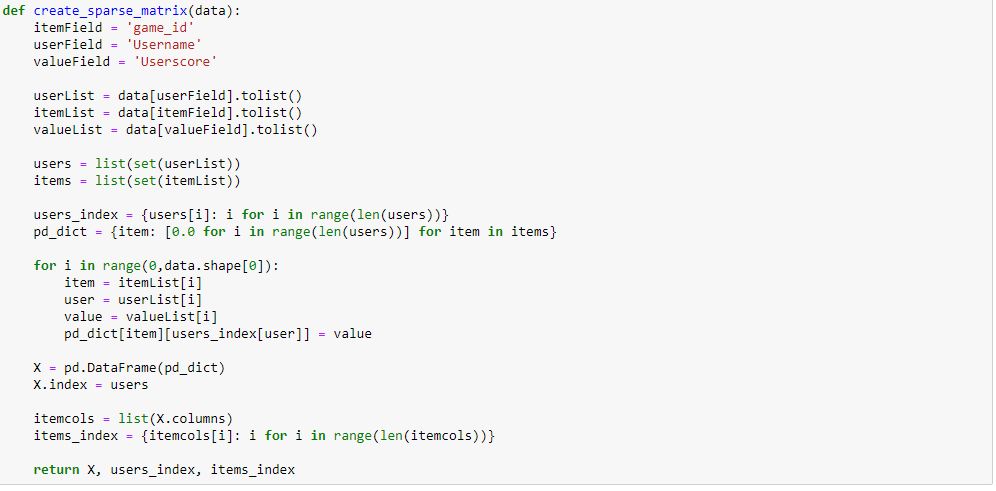 def create_sparse_matrix(data):
    itemField = 'game_id'
    userField = 'Username'
    valueField = 'Userscore'

    userList = data[userField].tolist()
    itemList = data[itemField].tolist()
    valueList = data[valueField].tolist()

    users = list(set(userList))
    items = list(set(itemList))

    users_index = {users[i]: i for i in range(len(users))}
    pd_dict = {item: [0.0 for i in range(len(users))] for item in items}

    for i in range(0,data.shape[0]):
        item = itemList[i]
        user = userList[i]
        value = valueList[i]
        pd_dict[item][users_index[user]] = value

    X = pd.DataFrame(pd_dict)
    X.index = users

    itemcols = list(X.columns)
    items_index = {itemcols[i]: i for i in range(len(itemcols))}

    return X, users_index, items_index